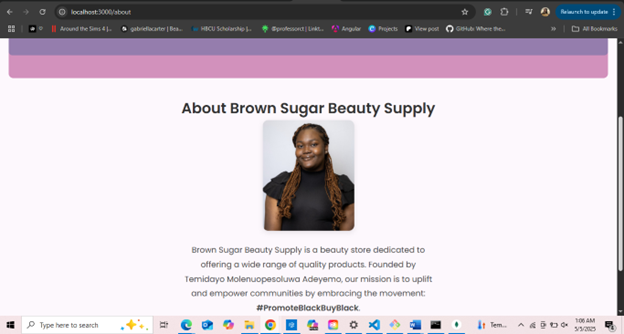 localhost:3000/about
Relaunch to update
Around the Sims 4 |...
gabriellacarter | Bea...
HBCU Scholarship |...
@professorct | Linkt...
Angular
Projects
View post
GitHub: Where the...
All Bookmarks
About Brown Sugar Beauty Supply
Brown Sugar Beauty Supply is a beauty store dedicated to
offering a wide range of quality products. Founded by
Temidayo Molenuopesoluwa Adeyemo, our mission is to uplift
and empower communities by embracing the movement:
#PromoteBlackBuyBlack.
Type here to search
Tem...
1:06 AM
5/5/2025